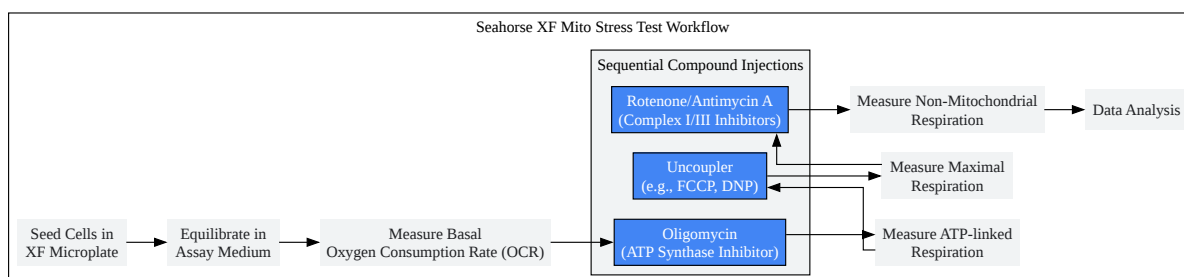 Seahorse XF Mito Stress Test Workflow
Sequential Compound Injections
Rotenone/Antimycin A
(Complex I/III Inhibitors)
Measure Non-Mitochondrial
Respiration
Data Analysis
Uncoupler
(e.g., FCCP, DNP)
Measure Maximal
Respiration
Seed Cells in
XF Microplate
Equilibrate in
Assay Medium
Measure Basal
Oxygen Consumption Rate (OCR)
Oligomycin
(ATP Synthase Inhibitor)
Measure ATP-linked
Respiration